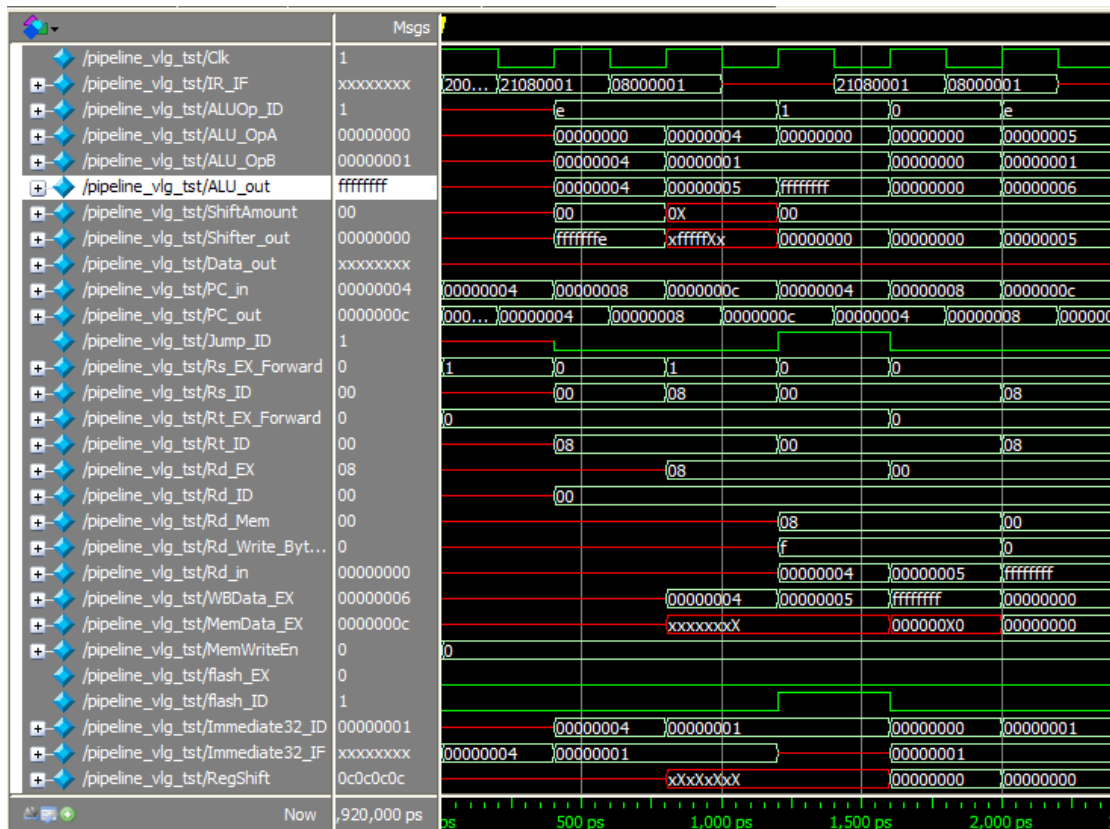 Msgs
/pipeline_vlg_tst/Clk 1
/pipeline_vlg_tst/IR_IF xxxxxxxx 200... 21080001 08000001 21080001 08000001
/pipeline_vlg_tst/ALUOp_ID 1 e 1 0 e
/pipeline_vlg_tst/ALU_OpA 00000000 00000000 00000004 00000000 00000000 00000005
/pipeline_vlg_tst/ALU_OpB 00000001 00000004 00000001 00000000 00000001
/pipeline_vlg_tst/ALU_out ffffffff 00000004 00000005 ffffffff 00000000 00000006
/pipeline_vlg_tst/ShiftAmount 00 00 0X 00
/pipeline_vlg_tst/Shifter_out 00000000 fffffffe xfffffXx 00000000 00000000 00000005
/pipeline_vlg_tst/Data_out xxxxxxxx
/pipeline_vlg_tst/PC_in 00000004 00000004 00000008 0000000c 00000004 00000008 0000000c
/pipeline_vlg_tst/PC_out 0000000c 000... 00000004 00000008 0000000c 00000004 00000008 00000
/pipeline_vlg_tst/Jump_ID 1
/pipeline_vlg_tst/Rs_EX_Forward 0 1 0 1 0 0
/pipeline_vlg_tst/Rs_ID 00 00 08 00 08
/pipeline_vlg_tst/Rt_EX_Forward 0 0 0
/pipeline_vlg_tst/Rt_ID 00 08 00 08
/pipeline_vlg_tst/Rd_EX 08 08 00
/pipeline_vlg_tst/Rd_ID 00 00
/pipeline_vlg_tst/Rd_Mem 00 08 00
/pipeline_vlg_tst/Rd_Write_Byt... 0 f 0
/pipeline_vlg_tst/Rd_in 00000000 00000004 00000005 ffffffff
/pipeline_vlg_tst/WBData_EX 00000006 00000004 00000005 ffffffff 00000000
/pipeline_vlg_tst/MemData_EX 0000000c xxxxxxxX 000000X0 00000000
/pipeline_vlg_tst/MemWriteEn 0 0
/pipeline_vlg_tst/flash_EX 0
/pipeline_vlg_tst/flash_ID 1
/pipeline_vlg_tst/Immediate32_ID 00000001 00000004 00000001 00000000 00000001
/pipeline_vlg_tst/Immediate32_IF xxxxxxxx 00000004 00000001 00000001
/pipeline_vlg_tst/RegShift 0c0c0c0c xXxXxXxX 00000000 00000000
Now ,920,000 ps ps 500 ps 1,000 ps 1,500 ps 2,000 ps